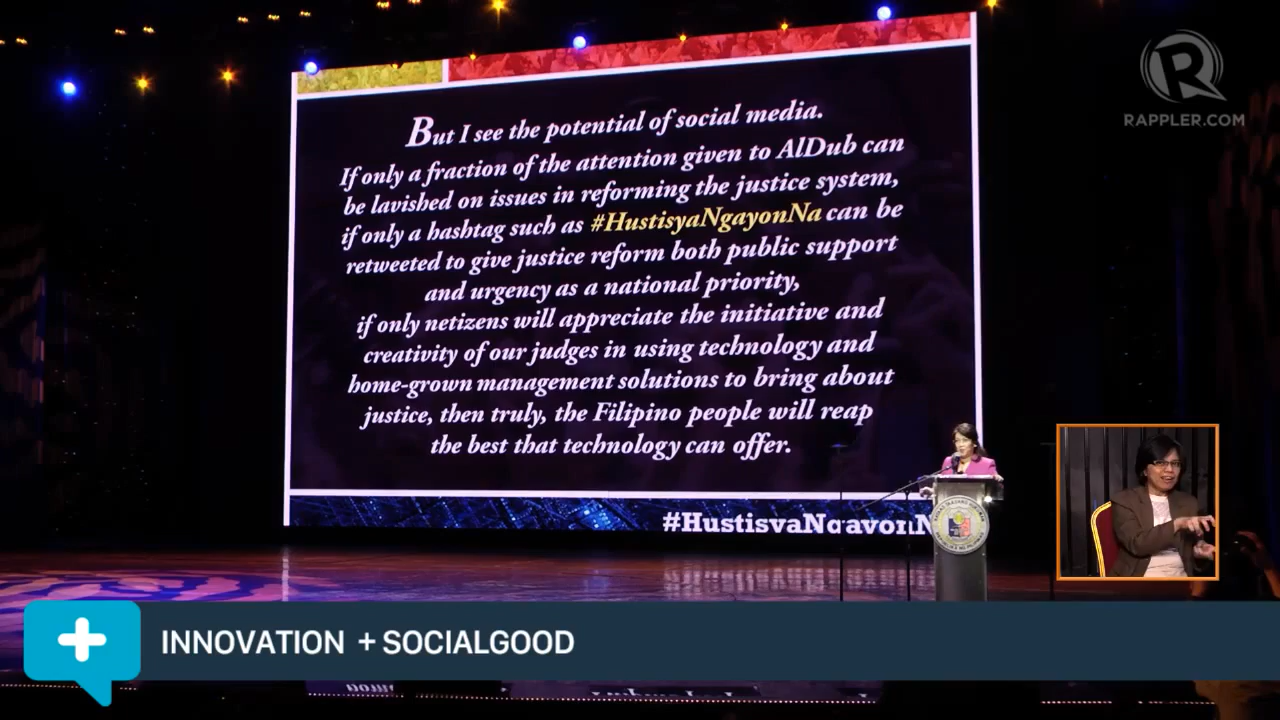 RAPPLER.COM
But I see the potential of social media.
If only a fraction of the attention given to AlDub can
be lavished on issues in reforming the justice system,
if only a hashtag such as #HustisyaNgayonNa can be
retweeted to give justice reform both public support
and urgency as a national priority,
if only netizens will appreciate the initiative and
creativity of our judges in using technology and
home-grown management solutions to bring about
justice, then truly, the Filipino people will reap
the best that technology can offer.
#HustisyaNgayonN
INNOVATION + SOCIALGOOD